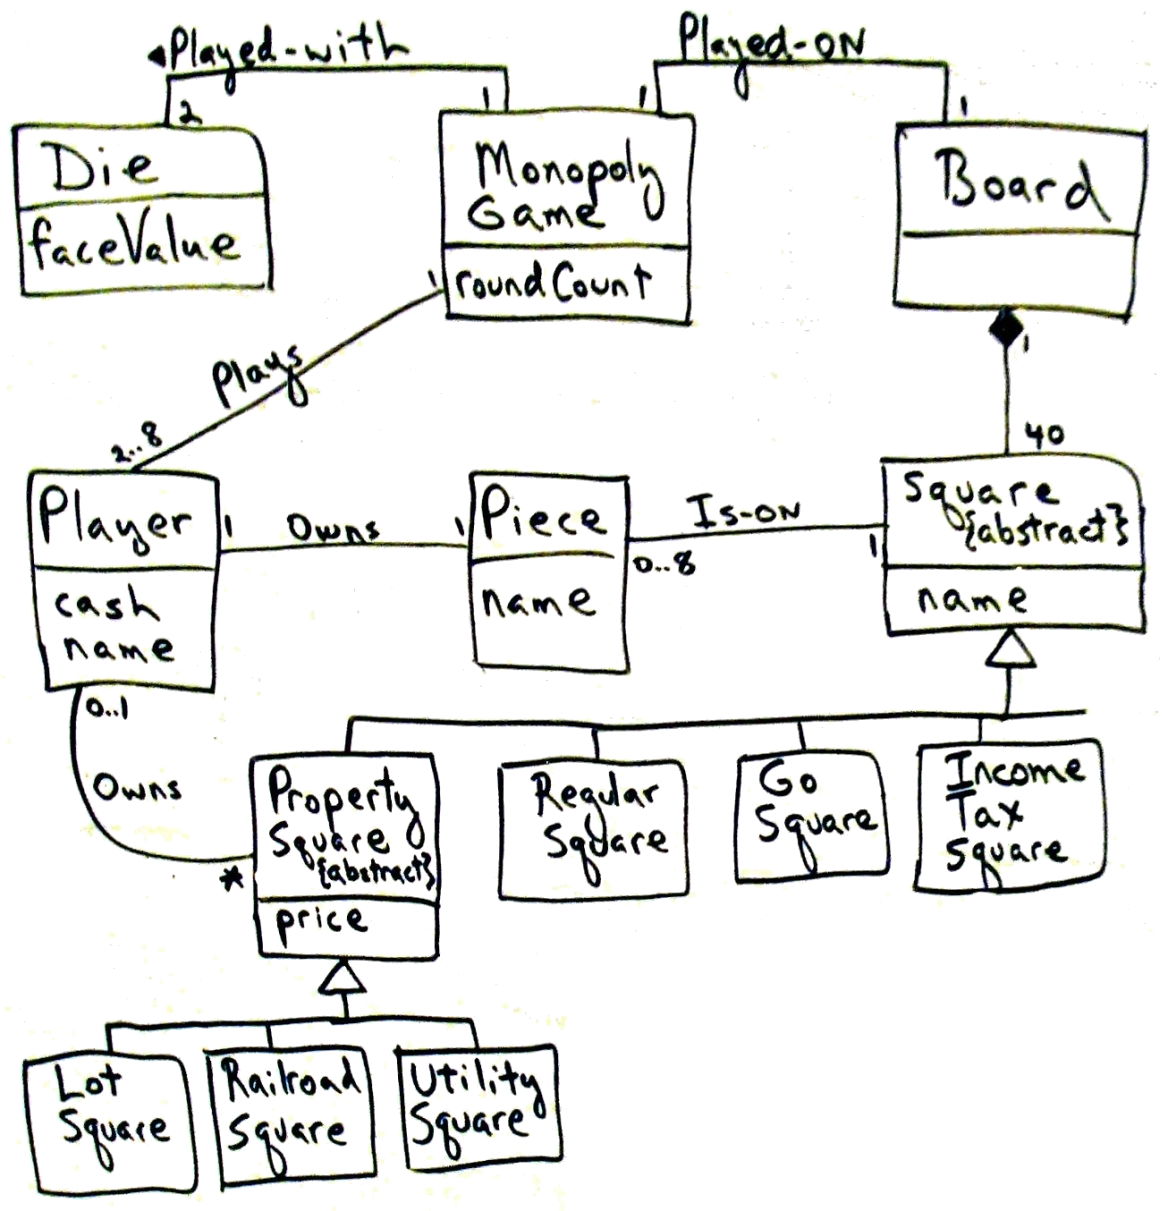 ◄Played-with
Played-ON
2
1
1
1
Die
faceValue
Monopoly
Game
roundCount
Board
1
Plays
2..8
1
40
Player
cash
name
1
Owns
1
Piece
name
Is-ON
0..8
1
Square
{abstract}
name
0..1
Owns
*
Property
Square
{abstract}
price
Regular
Square
Go
Square
Income
Tax
Square
Lot
Square
Railroad
Square
Utility
Square